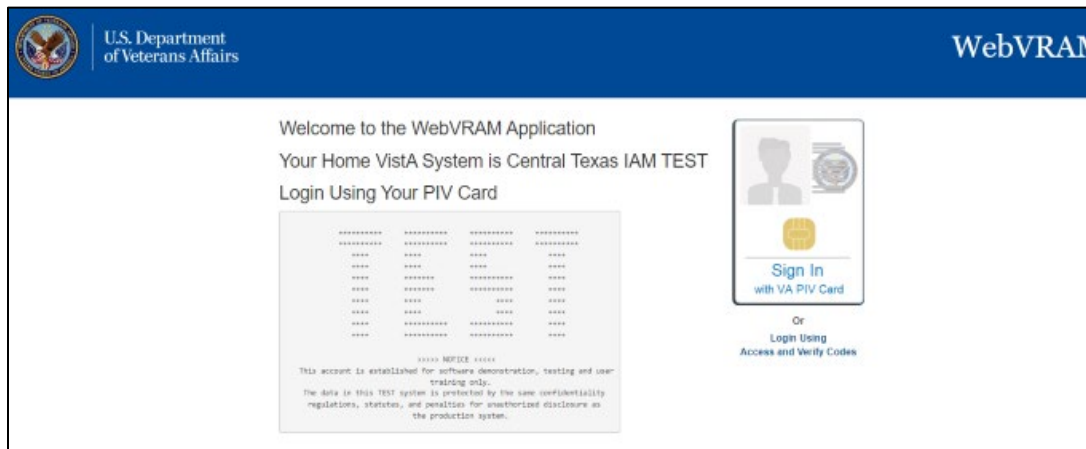 U.S. Department
of Veterans Affairs
WebVRAM
Welcome to the WebVRAM Application
Your Home VistA System is Central Texas IAM TEST
Login Using Your PIV Card
********** ********** ********** **********
********** ********** ********** **********
**** **** **** ****
**** **** **** ****
**** ******* ********** ****
**** ******* ********** ****
**** **** **** ****
**** **** **** ****
**** ********** ********** ****
**** ********** ********** ****
>>>>> NOTICE <<<<<
This account is established for software demonstration, testing and user
training only.
The data in this TEST system is protected by the same confidentiality
regulations, statutes, and penalties for unauthorized disclosure as
the production system.
Sign In
with VA PIV Card
Or
Login Using
Access and Verify Codes